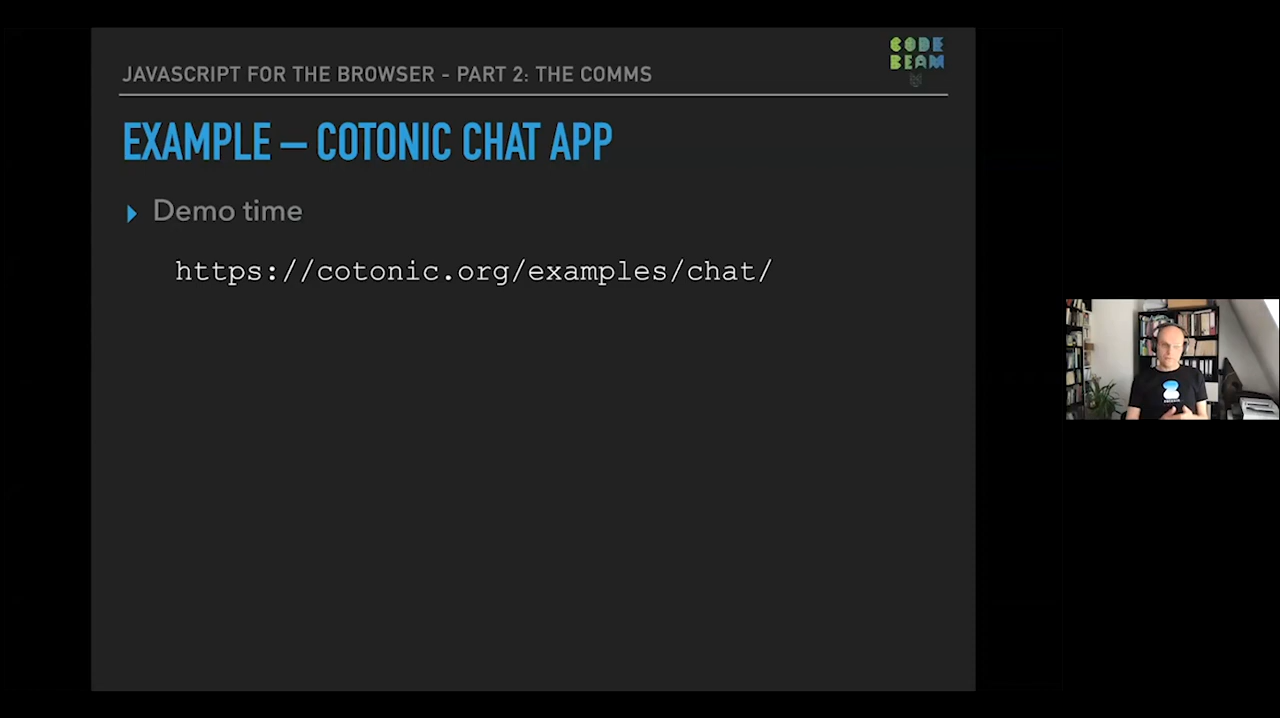 JAVASCRIPT FOR THE BROWSER - PART 2: THE COMMS
CODE
BEAM
EXAMPLE – COTONIC CHAT APP
Demo time
https://cotonic.org/examples/chat/